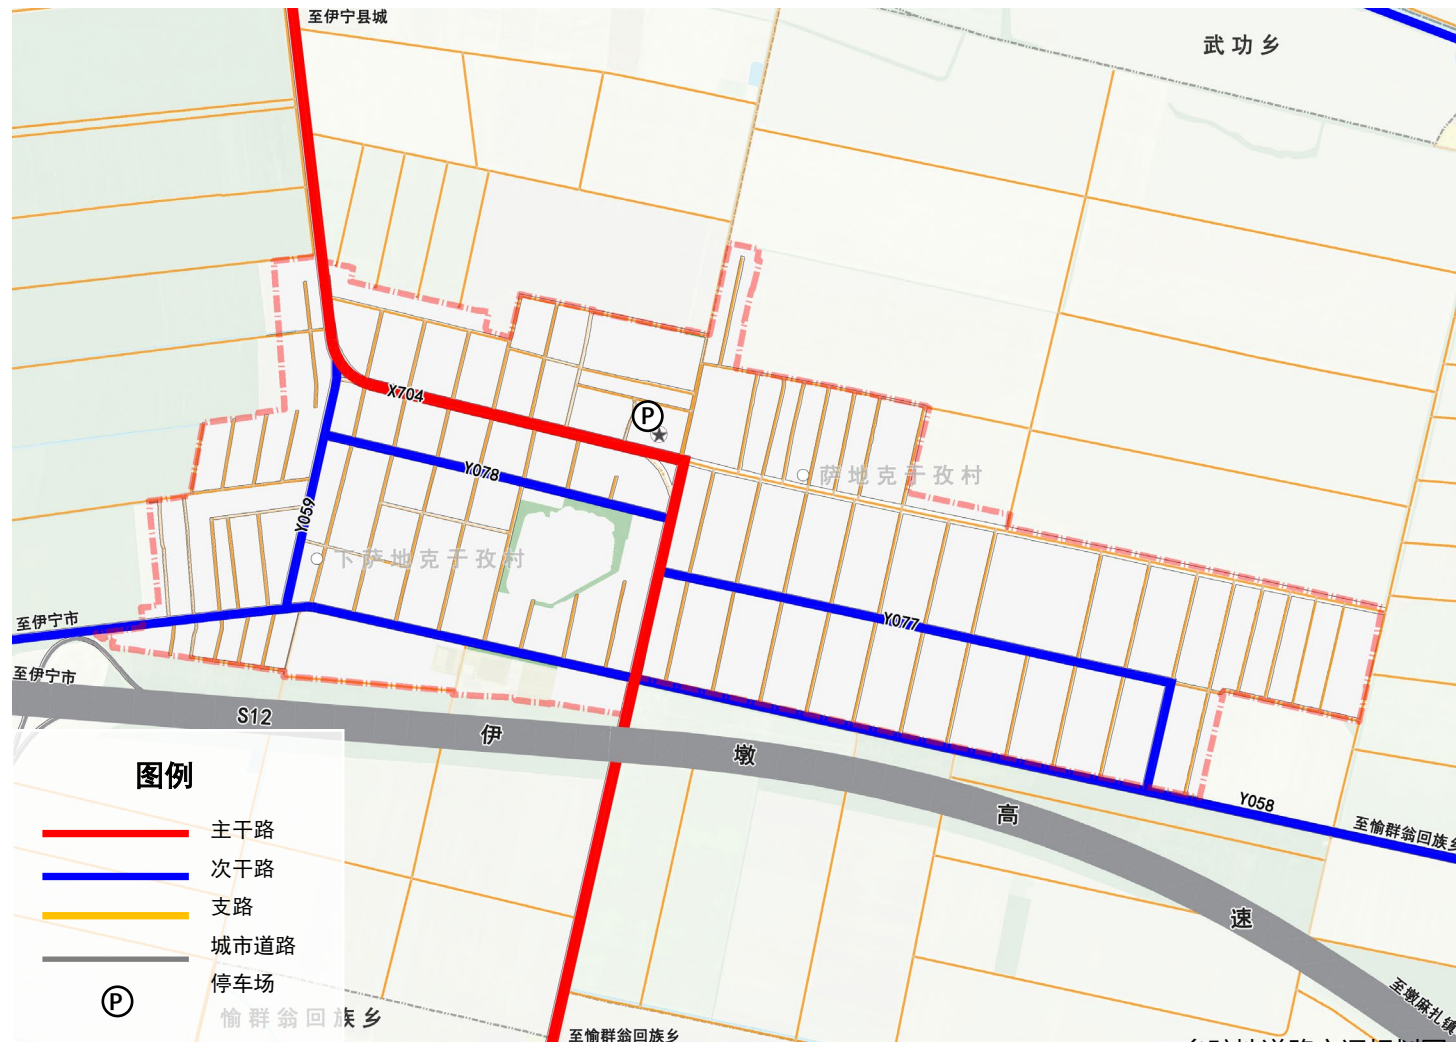 至伊宁县城
武功乡
X704
P
Y078
萨地克于孜村
Y059
下萨地克于孜村
至伊宁市
Y077
至伊宁市
S12
伊
墩
高
速
Y058
至愉群翁回族乡
图例
主干路
次干路
支路
城市道路
停车场
P
愉群翁回族乡
至愉群翁回族乡
至墩麻扎镇